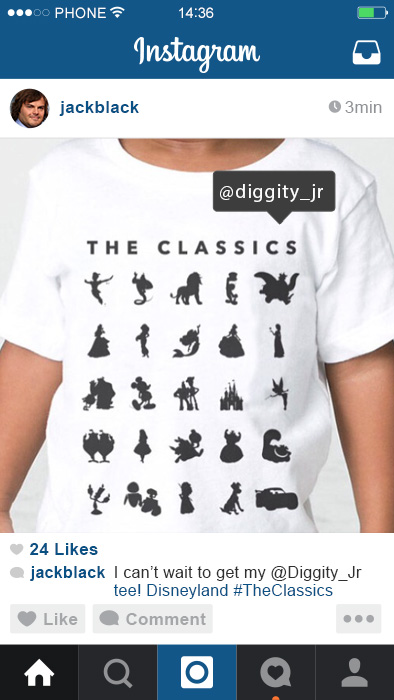 PHONE 14:36
Instagram
jackblack 3min
@diggity_jr
THE CLASSICS
24 Likes
jackblack I can't wait to get my @Diggity_Jr
tee! Disneyland #TheClassics
Like Comment